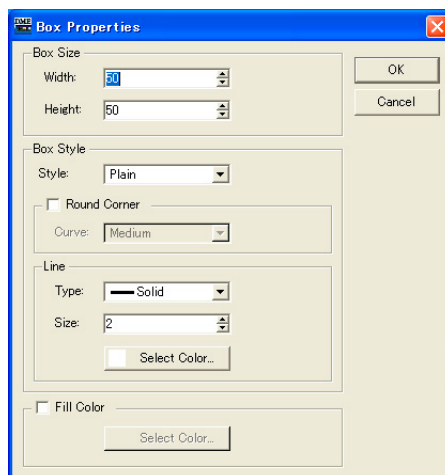 DME Box Properties
Box Size
Width: 50
OK
Height: 50
Cancel
Box Style
Style: Plain
Round Corner
Curve: Medium
Line
Type: Solid
Size: 2
Select Color...
Fill Color
Select Color...